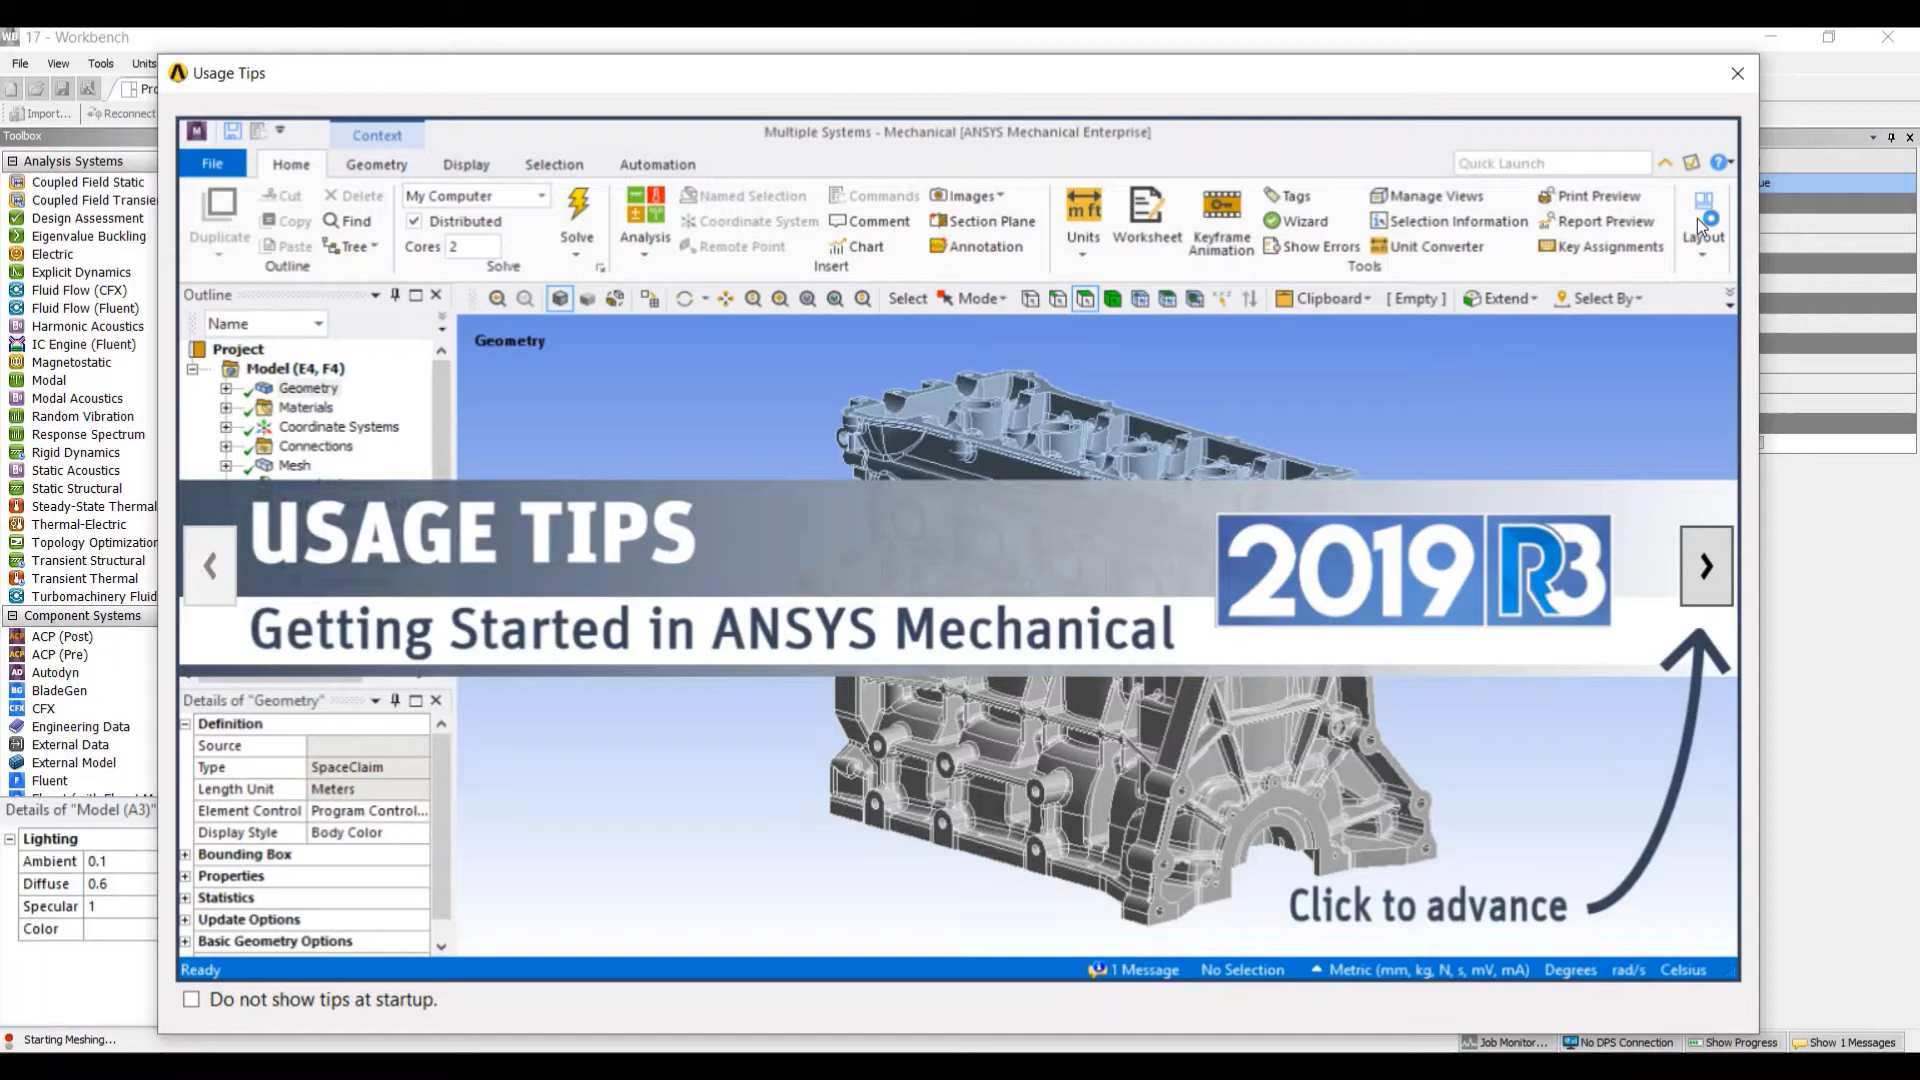 WB 17 - Workbench
File View Tools Units
Usage Tips
Import... Reconnect
Toolbox
Analysis Systems
Coupled Field Static
Coupled Field Transie
Design Assessment
Eigenvalue Buckling
Electric
Explicit Dynamics
Fluid Flow (CFX)
Fluid Flow (Fluent)
Harmonic Acoustics
IC Engine (Fluent)
Magnetostatic
Modal
Modal Acoustics
Random Vibration
Response Spectrum
Rigid Dynamics
Static Acoustics
Static Structural
Steady-State Thermal
Thermal-Electric
Topology Optimization
Transient Structural
Transient Thermal
Turbomachinery Fluid
Component Systems
ACP (Post)
ACP (Pre)
Autodyn
BladeGen
CFX
Engineering Data
External Data
External Model
Fluent
Details of "Model (A3)"
Lighting
Ambient 0.1
Diffuse 0.6
Specular 1
Color
Context
Multiple Systems - Mechanical [ANSYS Mechanical Enterprise]
File Home Geometry Display Selection Automation Quick Launch
Duplicate Cut Copy Paste Delete Find Tree
Outline
My Computer
Distributed
Cores 2
Solve
Solve
Analysis
Named Selection Commands Images
Coordinate System Comment Section Plane
Remote Point Chart Annotation
Insert
Units Worksheet Keyframe Animation
Tags Manage Views Print Preview
Wizard Selection Information Report Preview
Show Errors Unit Converter Key Assignments
Tools
Layout
Outline
Select Mode Clipboard [ Empty ] Extend Select By
Name
Project
Model (E4, F4)
Geometry
Materials
Coordinate Systems
Connections
Mesh
Geometry
USAGE TIPS
Getting Started in ANSYS Mechanical
2019 R3
Click to advance
Details of "Geometry"
Definition
Source
Type SpaceClaim
Length Unit Meters
Element Control Program Control...
Display Style Body Color
Bounding Box
Properties
Statistics
Update Options
Basic Geometry Options
Ready 1 Message No Selection Metric (mm, kg, N, s, mV, mA) Degrees rad/s Celsius
Do not show tips at startup.
Starting Meshing... Job Monitor... No DPS Connection Show Progress Show 1 Messages